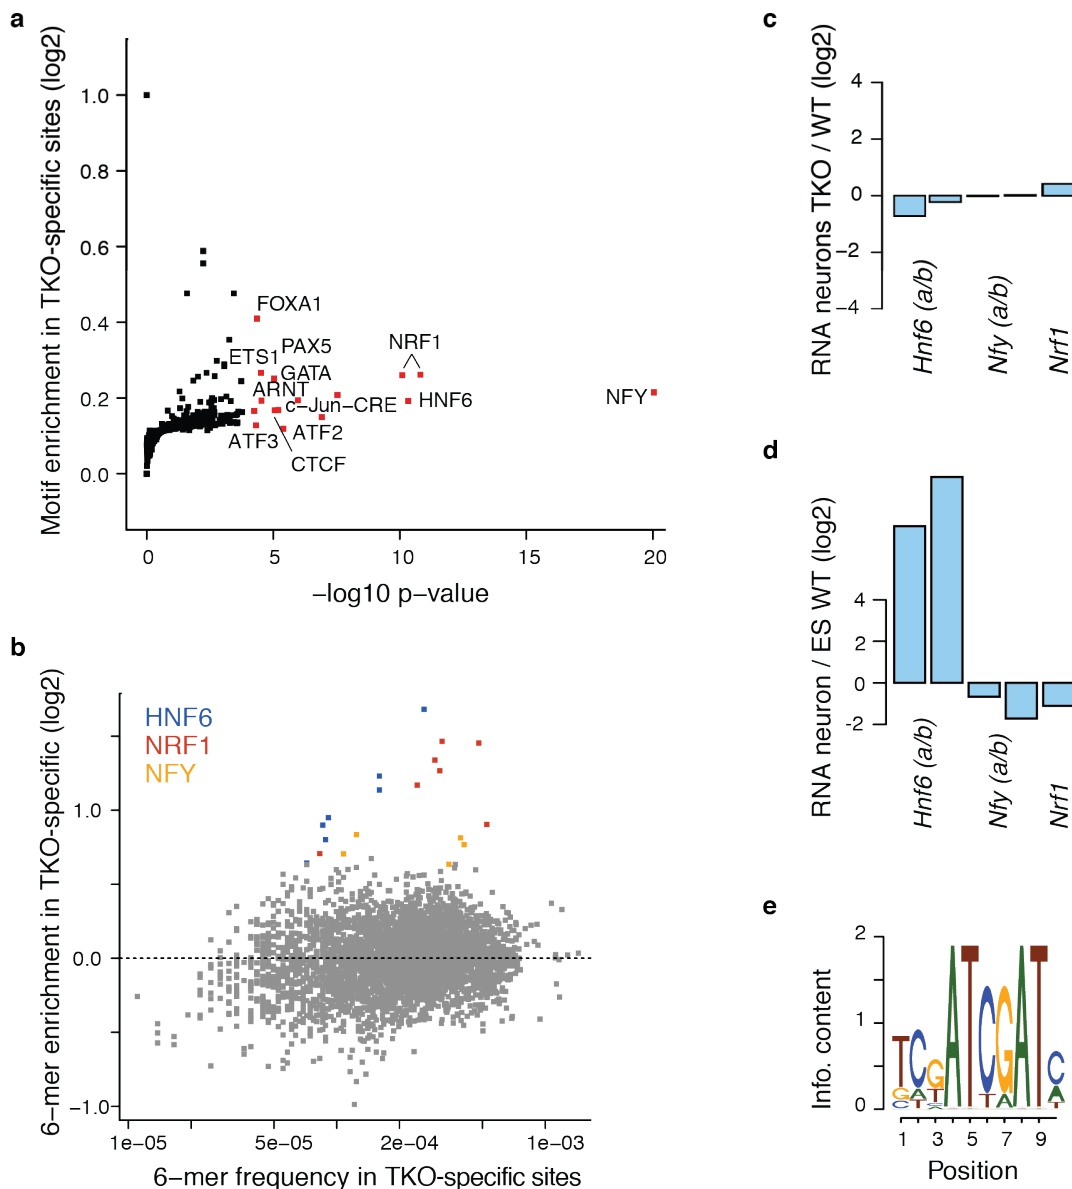 a
Motif enrichment in TKO-specific sites (log2)
1.0
0.8
0.6
0.4
0.2
0.0
FOXA1
PAX5
ETS1
GATA
ARNT
c-Jun-CRE
ATF3
ATF2
CTCF
NRF1
HNF6
NFY
0 5 10 15 20
−log10 p−value
b
6−mer enrichment in TKO-specific (log2)
HNF6
NRF1
NFY
1.0
0.0
−1.0
1e−05 5e−05 2e−04 1e−03
6−mer frequency in TKO-specific sites
c
RNA neurons TKO / WT (log2)
4
2
0
−2
−4
Hnf6 (a/b)
Nfy (a/b)
Nrf1
d
RNA neuron / ES WT (log2)
4
2
0
-2
Hnf6 (a/b)
Nfy (a/b)
Nrf1
e
Info. content
2
1
0
1 3 5 7 9
Position